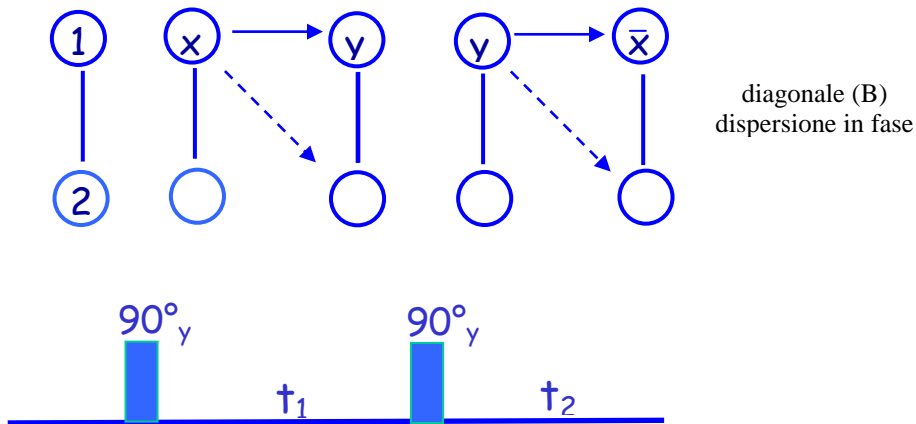 1 x y y x̄
diagonale (B)
dispersione in fase
2
90°y 90°y
t₁ t₂